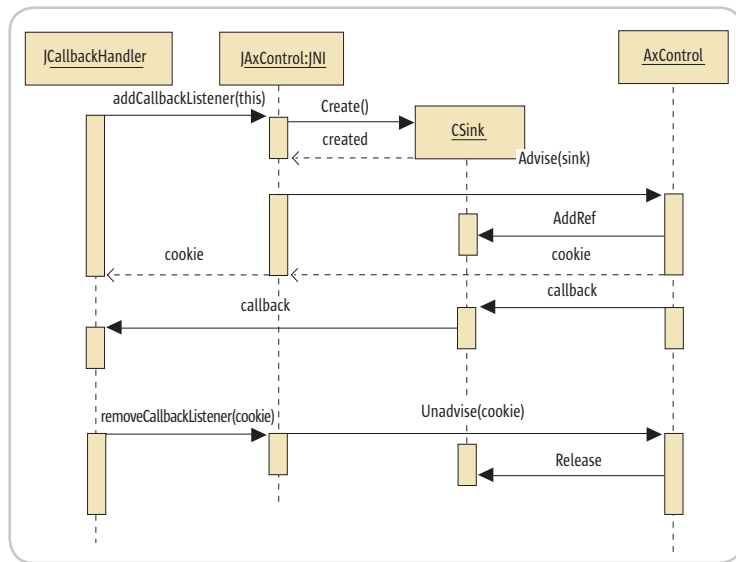 JCallbackHandler
JAxControl:JNI
AxControl
addCallbackListener(this)
Create()
CSink
created
Advise(sink)
AddRef
cookie
cookie
callback
callback
removeCallbackListener(cookie)
Unadvise(cookie)
Release